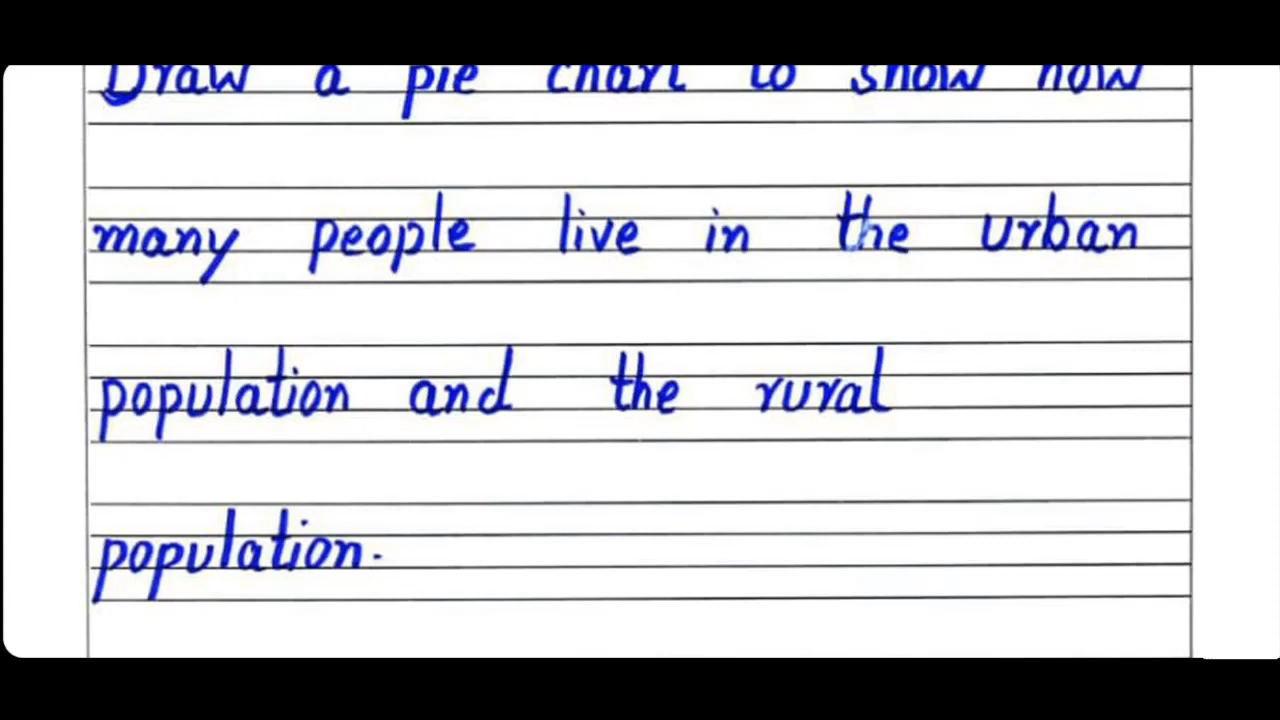 Draw a pie chart to show how
many people live in the urban
population and the rural
population.